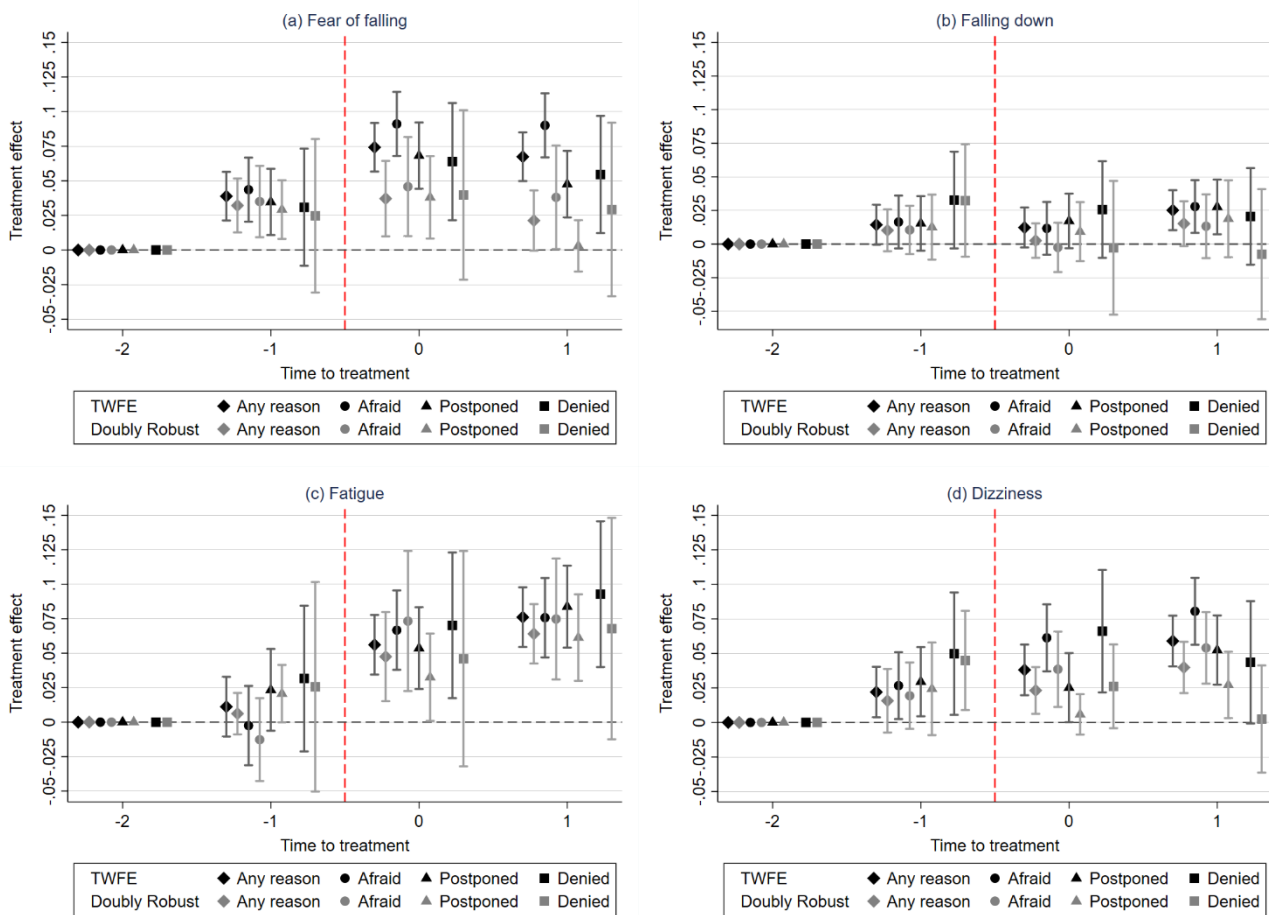 (a) Fear of falling
Treatment effect
.15
.125
.1
.075
.05
.025
0
-.05-.025
-2 -1 0 1
Time to treatment
TWFE Any reason Afraid Postponed Denied
Doubly Robust Any reason Afraid Postponed Denied
(b) Falling down
Treatment effect
.15
.125
.1
.075
.05
.025
0
-.05-.025
-2 -1 0 1
Time to treatment
TWFE Any reason Afraid Postponed Denied
Doubly Robust Any reason Afraid Postponed Denied
(c) Fatigue
Treatment effect
.15
.125
.1
.075
.05
.025
0
-.05-.025
-2 -1 0 1
Time to treatment
TWFE Any reason Afraid Postponed Denied
Doubly Robust Any reason Afraid Postponed Denied
(d) Dizziness
Treatment effect
.15
.125
.1
.075
.05
.025
0
-.05-.025
-2 -1 0 1
Time to treatment
TWFE Any reason Afraid Postponed Denied
Doubly Robust Any reason Afraid Postponed Denied